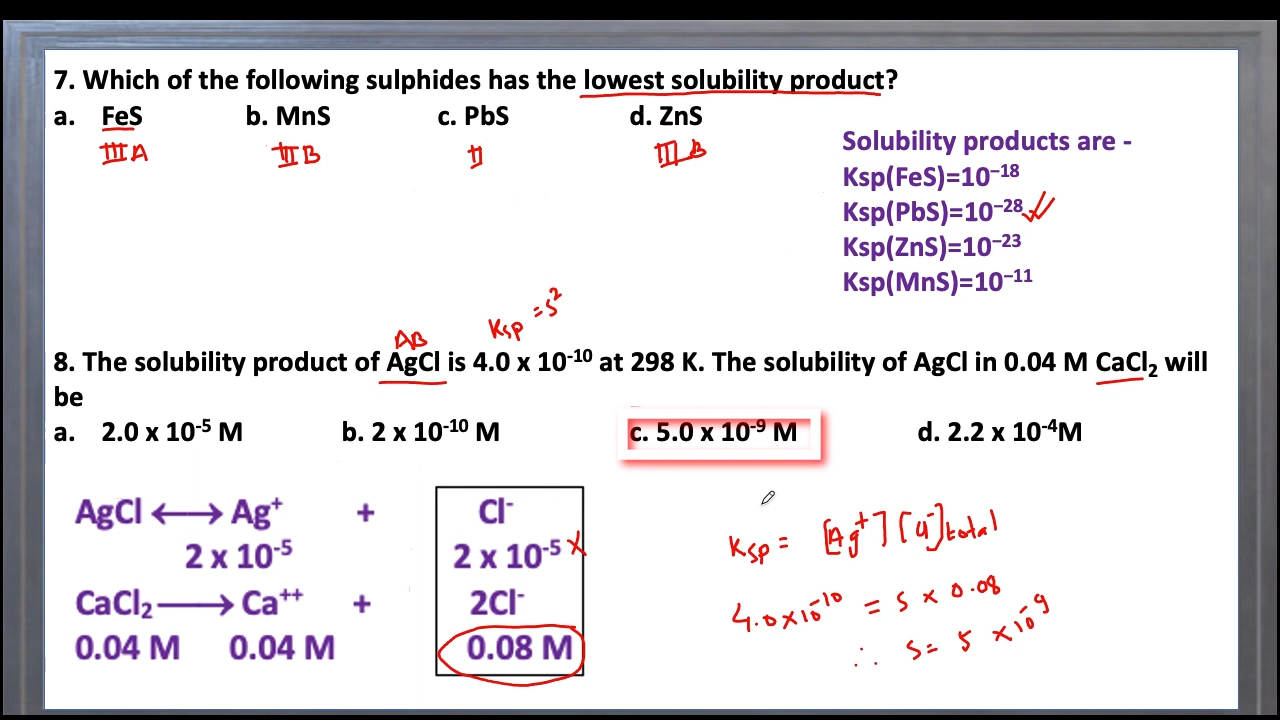 7. Which of the following sulphides has the lowest solubility product?
a. FeS b. MnS c. PbS d. ZnS
III A III B II III B
Solubility products are -
Ksp(FeS)=10⁻¹⁸
Ksp(PbS)=10⁻²⁸
Ksp(ZnS)=10⁻²³
Ksp(MnS)=10⁻¹¹
AB Ksp = s²
8. The solubility product of AgCl is 4.0 x 10⁻¹⁰ at 298 K. The solubility of AgCl in 0.04 M CaCl₂ will
be
a. 2.0 x 10⁻⁵ M b. 2 x 10⁻¹⁰ M c. 5.0 x 10⁻⁹ M d. 2.2 x 10⁻⁴M
AgCl ⟷ Ag⁺ + Cl⁻
2 x 10⁻⁵ 2 x 10⁻⁵ x
CaCl₂ ⟶ Ca⁺⁺ + 2Cl⁻
0.04 M 0.04 M 0.08 M
Ksp = [Ag⁺] [Cl⁻]total
4.0 x 10⁻¹⁰ = s x 0.08
∴ s = 5 x 10⁻⁹